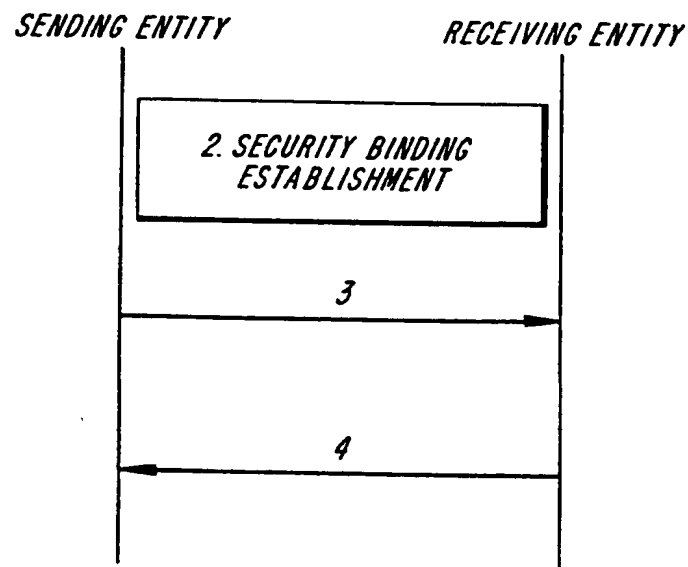 SENDING ENTITY
RECEIVING ENTITY
2. SECURITY BINDING
ESTABLISHMENT
3
4